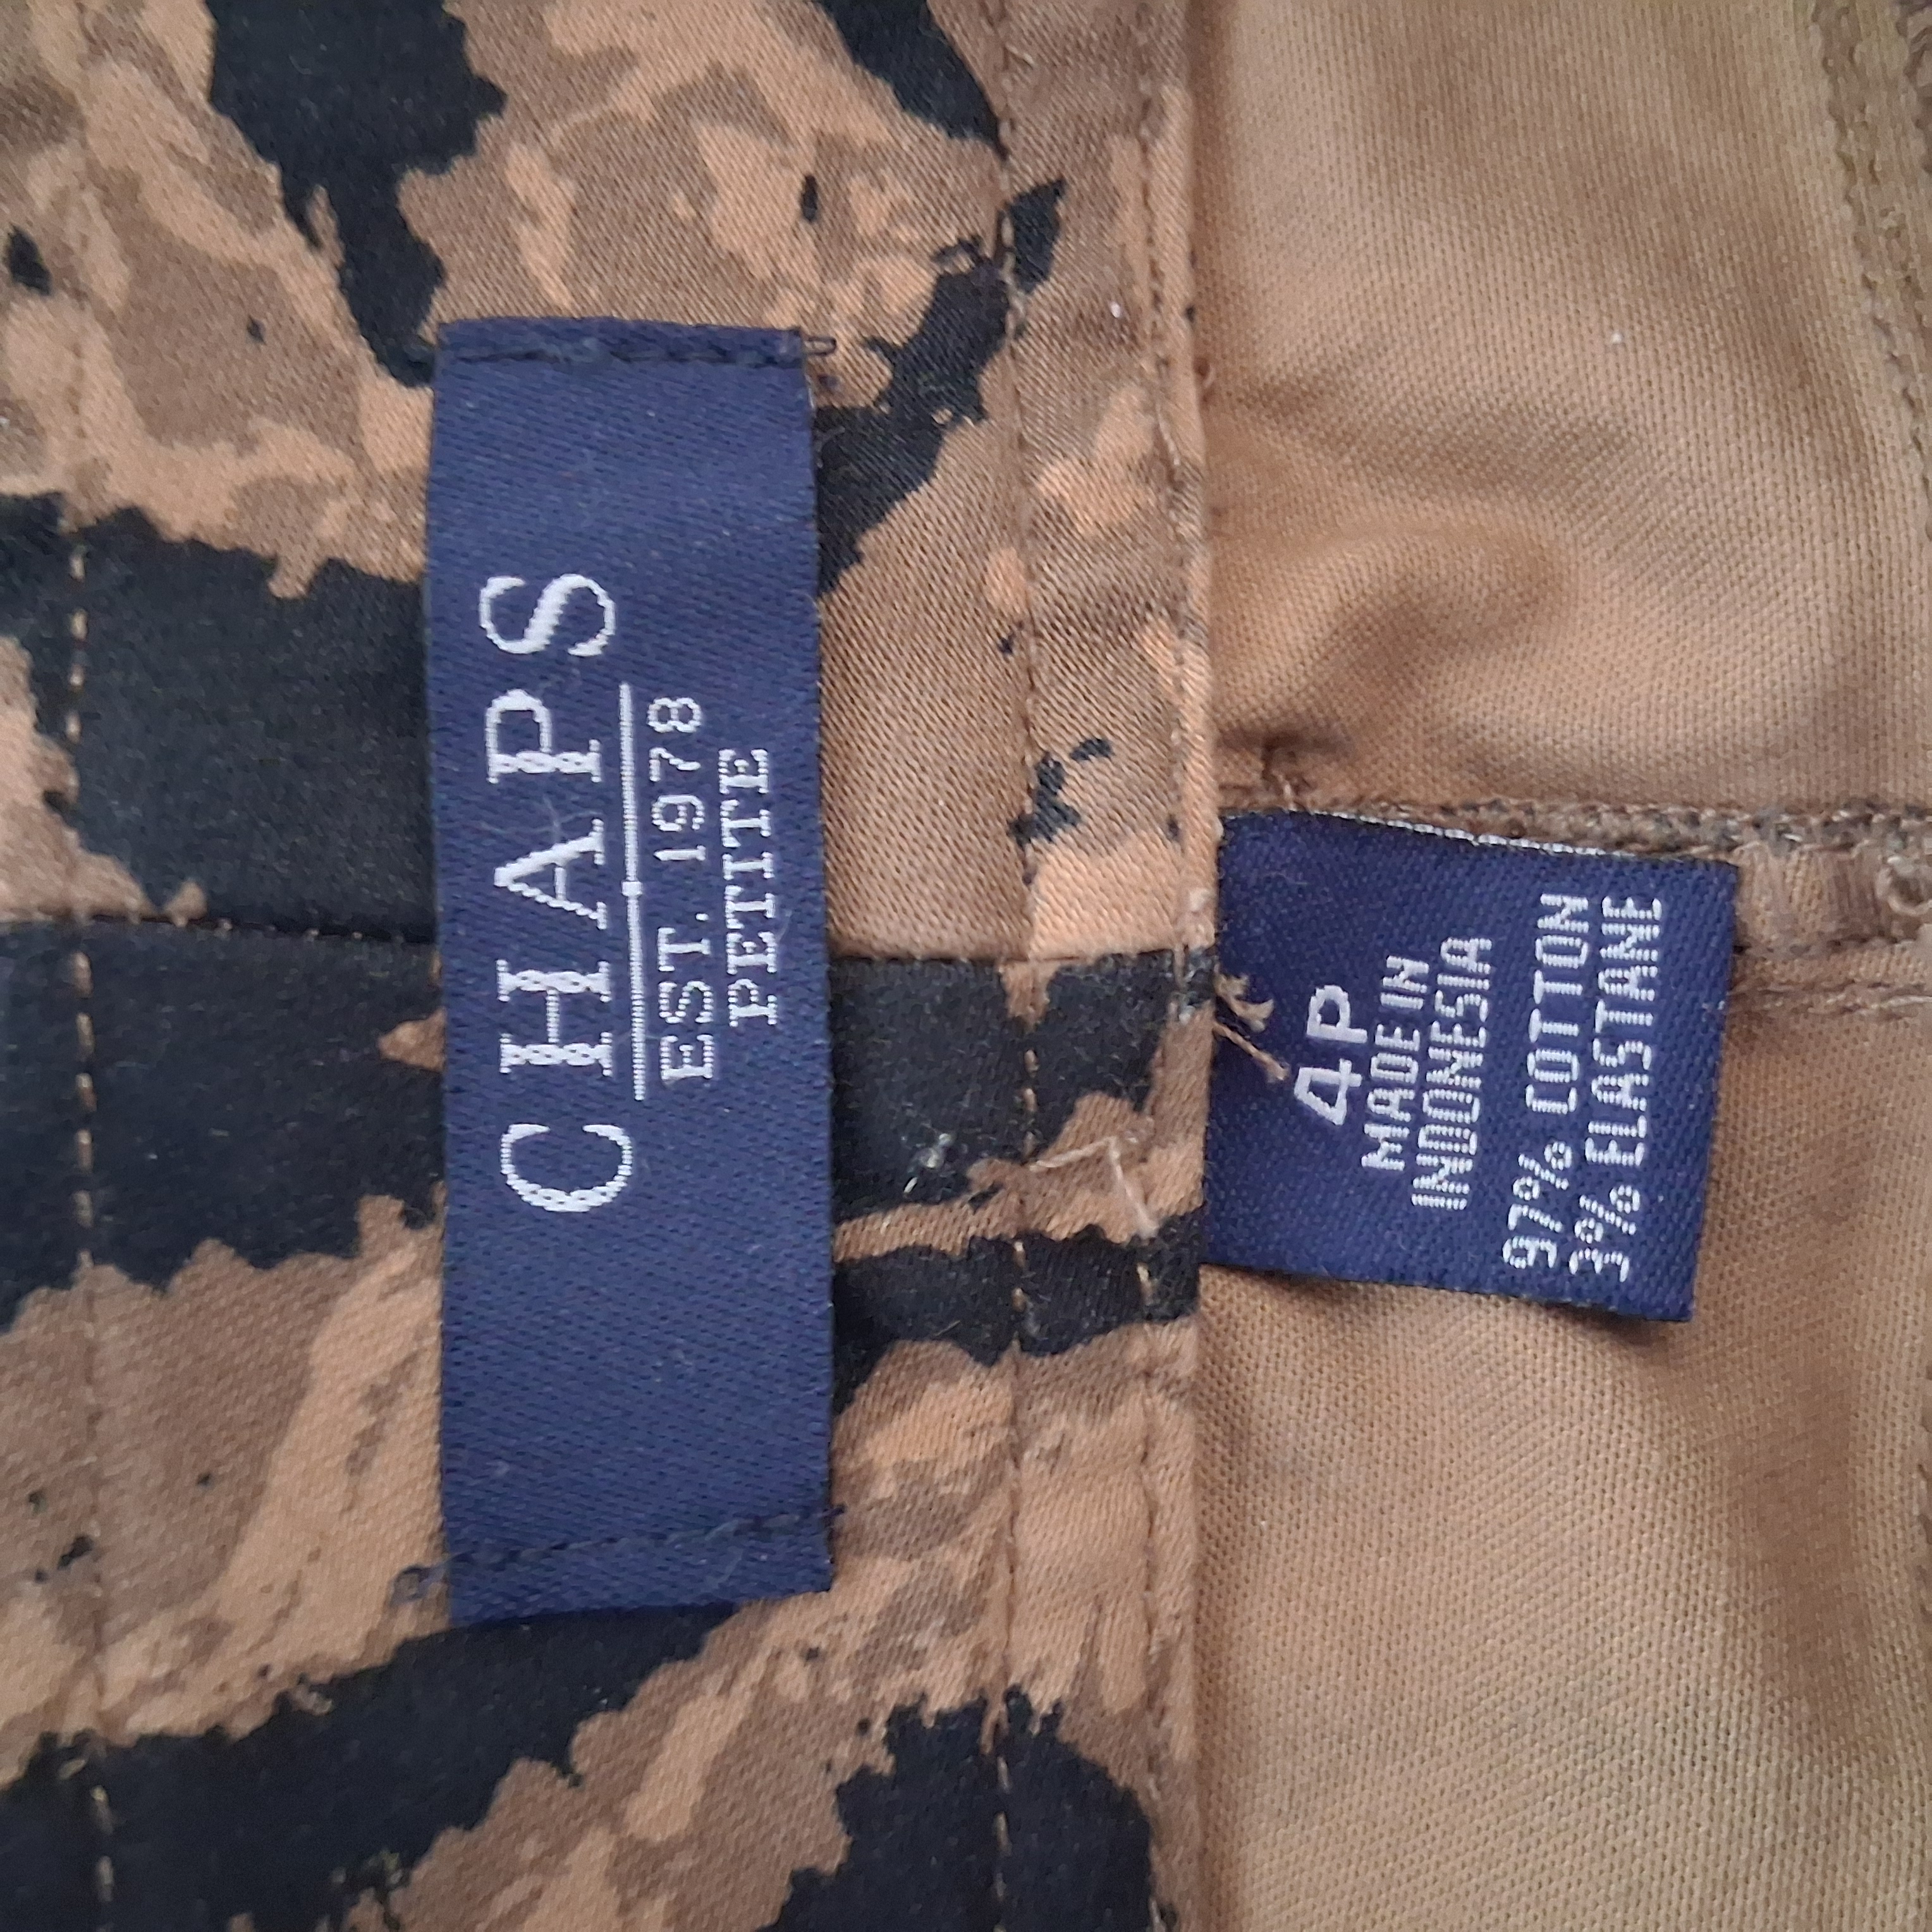 CHAPS
EST. 1978
PETITE
4P
MADE IN
INDONESIA
97% COTTON
3% ELASTANE